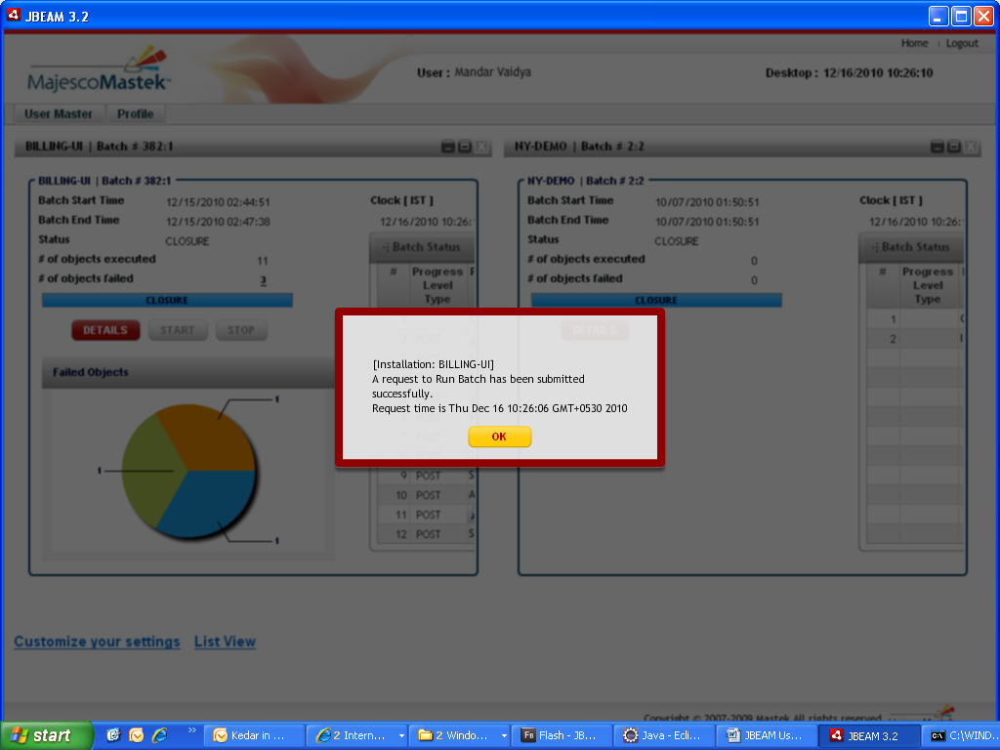 JBEAM 3.2
Home | Logout
MajescoMastek
User : Mandar Vaidya
Desktop : 12/16/2010 10:26:10
User Master
Profile
BILLING-UI | Batch # 382:1
NY-DEMO | Batch # 2:2
BILLING-UI | Batch # 382:1
Batch Start Time 12/15/2010 02:44:51
Batch End Time 12/15/2010 02:47:38
Status CLOSURE
# of objects executed 11
# of objects failed 3
CLOSURE
DETAILS START STOP
Failed Objects
1
1
1
Clock [ IST ]
12/16/2010 10:26:
Batch Status
# Progress Level Type
9 POST S
10 POST A
11 POST
12 POST S
NY-DEMO | Batch # 2:2
Batch Start Time 10/07/2010 01:50:51
Batch End Time 10/07/2010 01:50:51
Status CLOSURE
# of objects executed 0
# of objects failed 0
CLOSURE
DETAILS
Clock [ IST ]
12/16/2010 10:26:
Batch Status
# Progress Level Type
1
2
[Installation: BILLING-UI]
A request to Run Batch has been submitted
successfully.
Request time is Thu Dec 16 10:26:06 GMT+0530 2010
OK
Customize your settings List View
Copyright © 2007-2009 Mastek All rights reserved
start
Kedar in ...
2 Intern...
2 Windo...
Flash - JB...
Java - Ecli...
JBEAM Us...
JBEAM 3.2
C:\WIND...